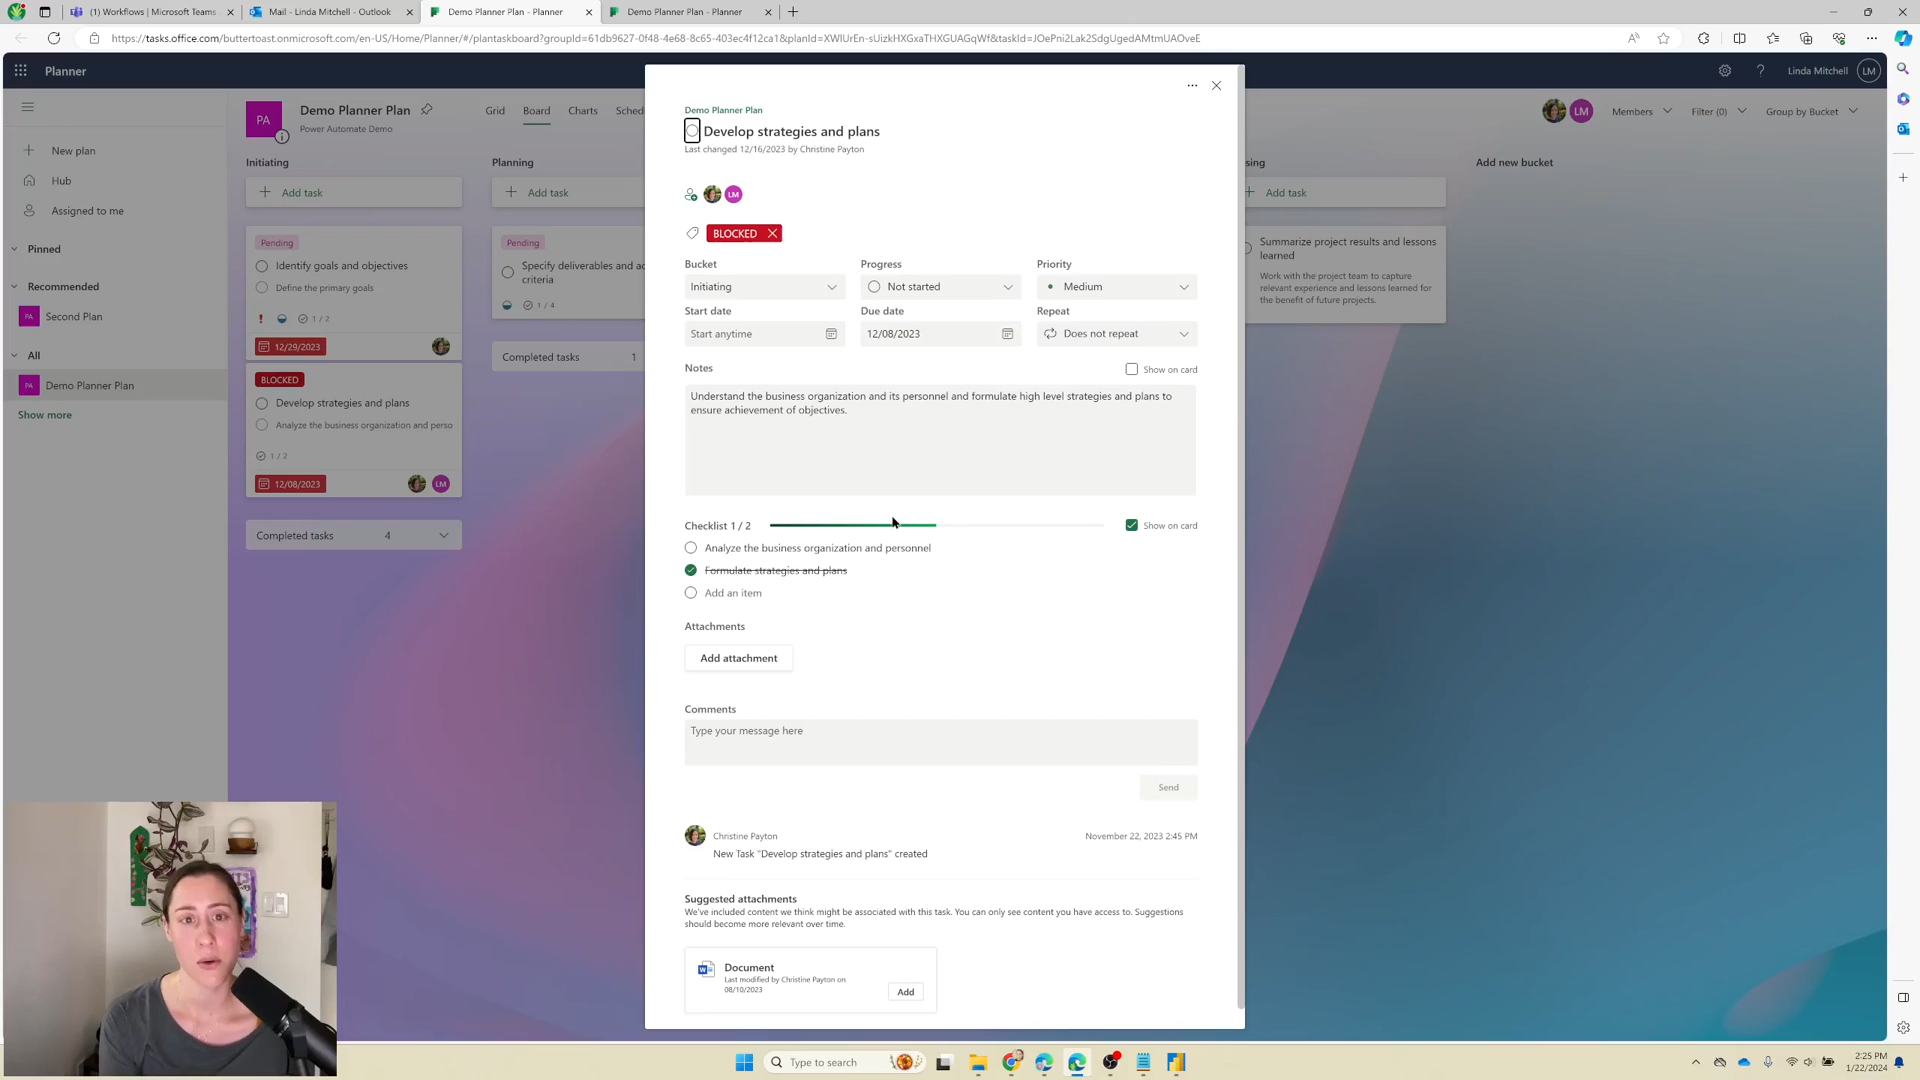 (1) Workflows | Microsoft Teams
Mail - Linda Mitchell - Outlook
Demo Planner Plan - Planner
Demo Planner Plan - Planner
https://tasks.office.com/buttertoast.onmicrosoft.com/en-US/Home/Planner/#/plantaskboard?groupId=61db9627-0f48-4e68-8c65-403ec4f12ca1&planId=XWIUrEn-sUizkHXGxaTHXGUAGqWf&taskId=JOePni2Lak2SdgUgedAMtmUAOveE
Planner
Linda Mitchell
LM
New plan
Hub
Assigned to me
Pinned
Recommended
PA Second Plan
All
PA Demo Planner Plan
Show more
PA
Demo Planner Plan
Power Automate Demo
Grid
Board
Charts
Sched
LM
Members
Filter (0)
Group by Bucket
Initiating
Add task
Pending
Identify goals and objectives
Define the primary goals
1 / 2
12/29/2023
BLOCKED
Develop strategies and plans
Analyze the business organization and perso
1 / 2
12/08/2023
LM
Completed tasks 4
Planning
Add task
Pending
Specify deliverables and ac
criteria
1 / 4
Completed tasks 1
Demo Planner Plan
Develop strategies and plans
Last changed 12/16/2023 by Christine Payton
LM
BLOCKED
Bucket
Progress
Priority
Initiating
Not started
Medium
Start date
Due date
Repeat
Start anytime
12/08/2023
Does not repeat
Notes
Show on card
Understand the business organization and its personnel and formulate high level strategies and plans to
ensure achievement of objectives.
Checklist 1 / 2
Show on card
Analyze the business organization and personnel
Formulate strategies and plans
Add an item
Attachments
Add attachment
Comments
Type your message here
Send
Christine Payton
November 22, 2023 2:45 PM
New Task "Develop strategies and plans" created
Suggested attachments
We've included content we think might be associated with this task. You can only see content you have access to. Suggestions
should become more relevant over time.
Document
Last modified by Christine Payton on
08/10/2023
Add
sing
Add task
Summarize project results and lessons
learned
Work with the project team to capture
relevant experience and lessons learned for
the benefit of future projects.
Add new bucket
Type to search
2:25 PM
1/22/2024